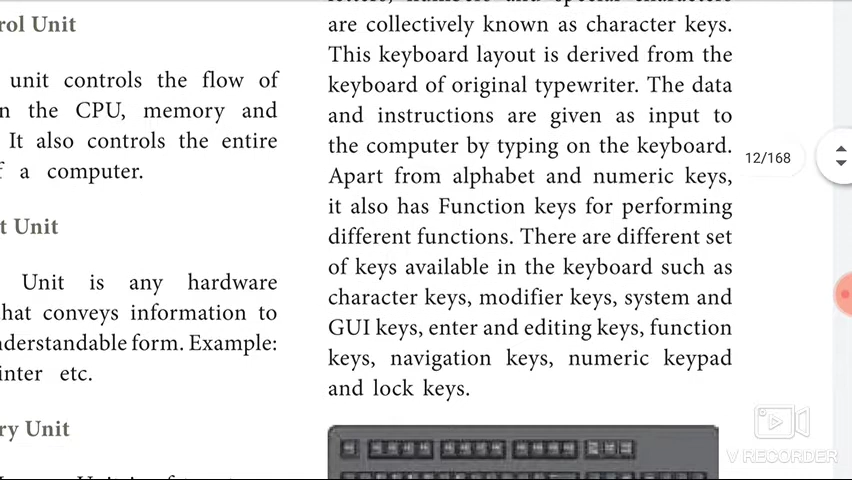 rol Unit
unit controls the flow of
n the CPU, memory and
It also controls the entire
f a computer.
t Unit
Unit is any hardware
hat conveys information to
nderstandable form. Example:
inter etc.
ry Unit
are collectively known as character keys.
This keyboard layout is derived from the
keyboard of original typewriter. The data
and instructions are given as input to
the computer by typing on the keyboard.
Apart from alphabet and numeric keys,
it also has Function keys for performing
different functions. There are different set
of keys available in the keyboard such as
character keys, modifier keys, system and
GUI keys, enter and editing keys, function
keys, navigation keys, numeric keypad
and lock keys.
12/168
V RECORDER